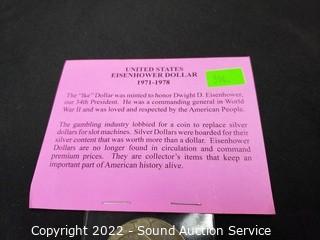 UNITED STATES
EISENHOWER DOLLAR
1971-1978
The "Ike" Dollar was minted to honor Dwight D. Eisenhower,
our 34th President. He was a commanding general in World
War II and was loved and respected by the American People.
The gambling industry lobbied for a coin to replace silver
dollars for slot machines. Silver Dollars were hoarded for their
silver content that was worth more than a dollar. Eisenhower
Dollars are no longer found in circulation and command
premium prices. They are collector's items that keep an
important part of American history alive.
Copyright 2022 - Sound Auction Service